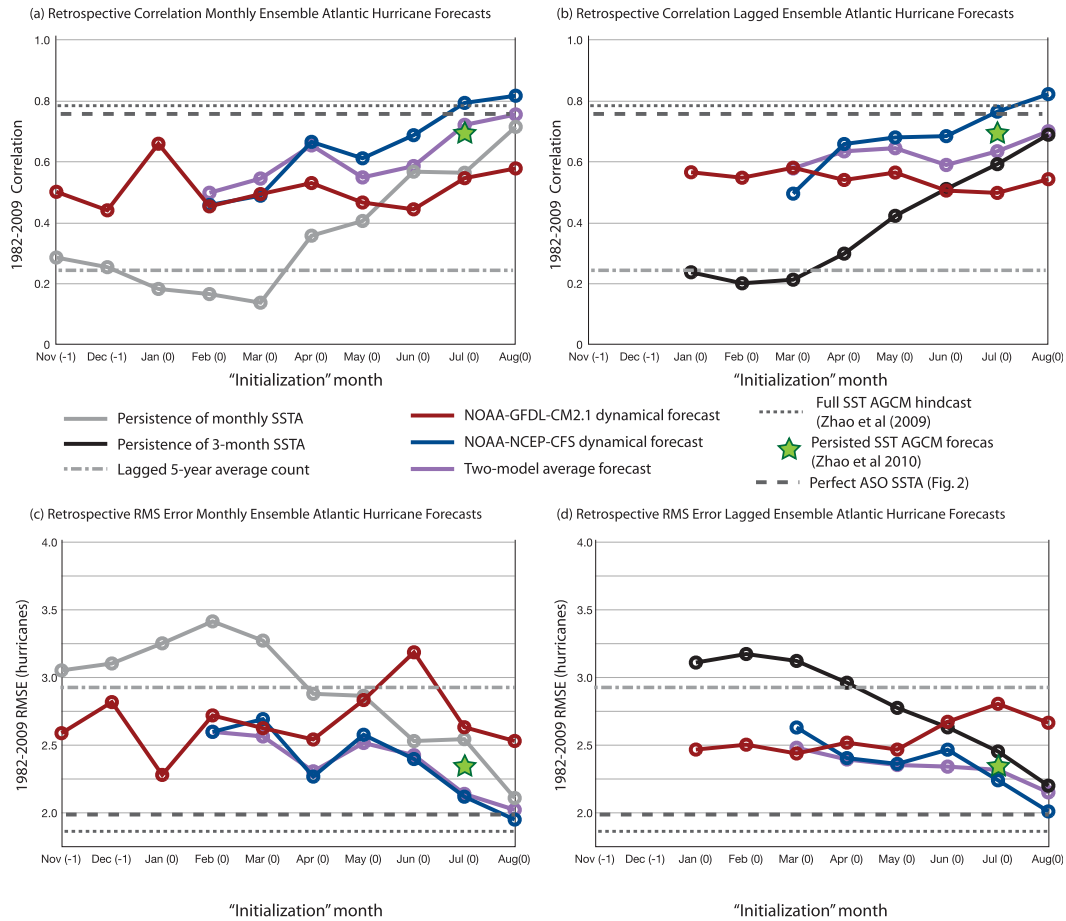 (a) Retrospective Correlation Monthly Ensemble Atlantic Hurricane Forecasts
1982-2009 Correlation
1.0
0.8
0.6
0.4
0.2
0
Nov (-1) Dec (-1) Jan (0) Feb (0) Mar (0) Apr (0) May (0) Jun (0) Jul (0) Aug(0)
“Initialization” month
(b) Retrospective Correlation Lagged Ensemble Atlantic Hurricane Forecasts
1982-2009 Correlation
1.0
0.8
0.6
0.4
0.2
0
Nov (-1) Dec (-1) Jan (0) Feb (0) Mar (0) Apr (0) May (0) Jun (0) Jul (0) Aug(0)
“Initialization” month
Persistence of monthly SSTA
Persistence of 3-month SSTA
Lagged 5-year average count
NOAA-GFDL-CM2.1 dynamical forecast
NOAA-NCEP-CFS dynamical forecast
Two-model average forecast
Full SST AGCM hindcast
(Zhao et al (2009)
Persisted SST AGCM forecas
(Zhao et al 2010)
Perfect ASO SSTA (Fig. 2)
(c) Retrospective RMS Error Monthly Ensemble Atlantic Hurricane Forecasts
1982-2009 RMSE (hurricanes)
4.0
3.5
3.0
2.5
2.0
Nov (-1) Dec (-1) Jan (0) Feb (0) Mar (0) Apr (0) May (0) Jun (0) Jul (0) Aug(0)
“Initialization” month
(d) Retrospective RMS Error Lagged Ensemble Atlantic Hurricane Forecasts
1982-2009 RMSE (hurricanes)
4.0
3.5
3.0
2.5
2.0
Nov (-1) Dec (-1) Jan (0) Feb (0) Mar (0) Apr (0) May (0) Jun (0) Jul (0) Aug(0)
“Initialization” month